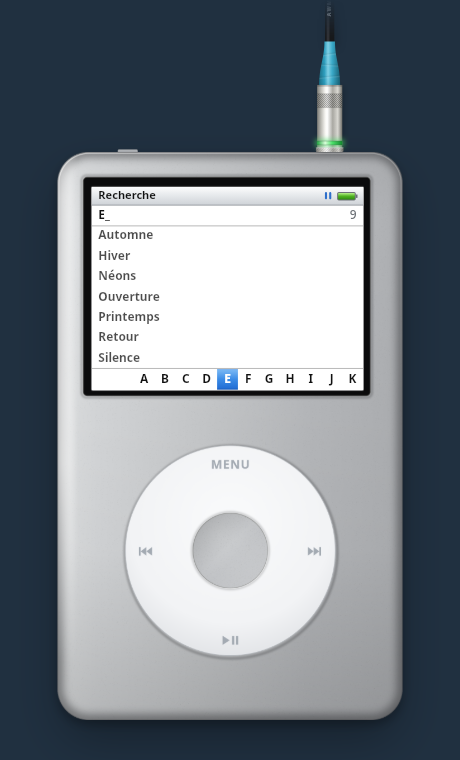 Recherche
E_ 9
Automne
Hiver
Néons
Ouverture
Printemps
Retour
Silence
A B C D E F G H I J K
MENU